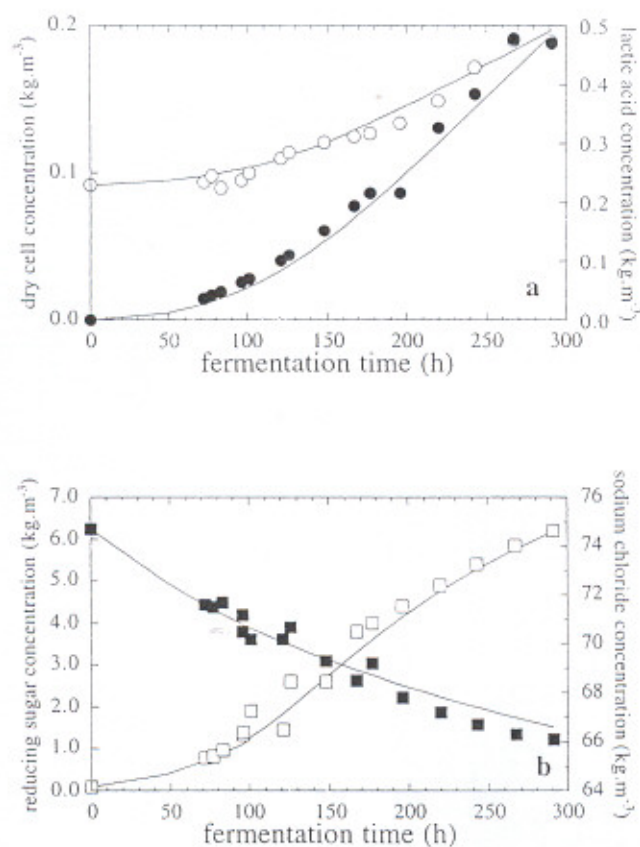 dry cell concentration (kg.m⁻³)
0.2
0.1
0.0
lactic acid concentration (kg.m⁻³)
0.5
0.4
0.3
0.2
0.1
0.0
a
0 50 100 150 200 250 300
fermentation time (h)
reducing sugar concentration (kg.m⁻³)
7.0
6.0
5.0
4.0
3.0
2.0
1.0
0.0
sodium chloride concentration (kg.m⁻³)
76
74
72
70
68
66
64
b
0 50 100 150 200 250 300
fermentation time (h)